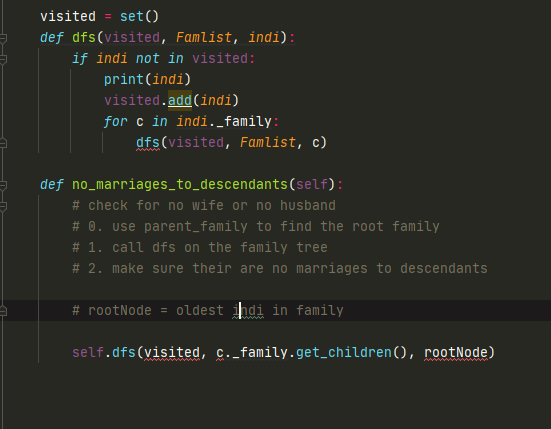 visited = set()
def dfs(visited, Famlist, indi):
if indi not in visited:
print(indi)
visited.add(indi)
for c in indi._family:
dfs(visited, Famlist, c)
def no_marriages_to_descendants(self):
# check for no wife or no husband
# 0. use parent_family to find the root family
# 1. call dfs on the family tree
# 2. make sure their are no marriages to descendants
# rootNode = oldest indi in family
self.dfs(visited, c._family.get_children(), rootNode)